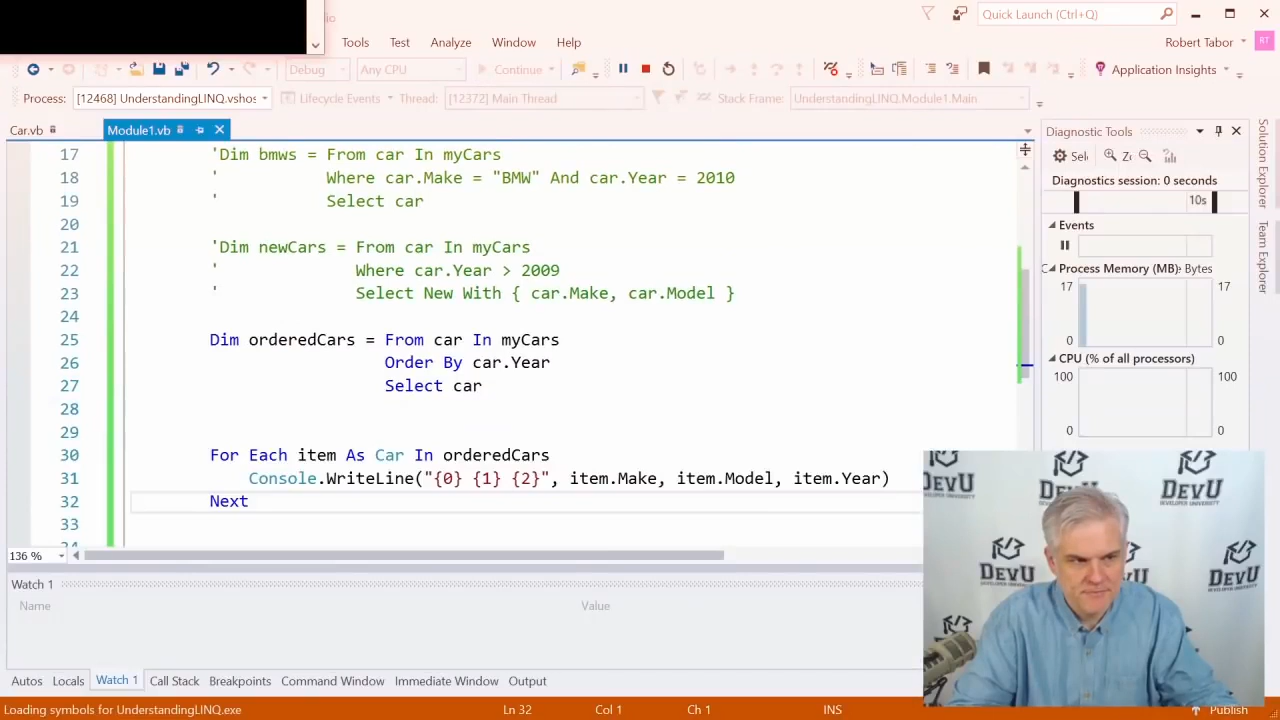 io
Quick Launch (Ctrl+Q)
Tools Test Analyze Window Help
Robert Tabor RT
Debug Any CPU Continue Application Insights
Process: [12468] UnderstandingLINQ.vshos Lifecycle Events Thread: [12372] Main Thread Stack Frame: UnderstandingLINQ.Module1.Main
Car.vb Module1.vb
17 'Dim bmws = From car In myCars
18 ' Where car.Make = "BMW" And car.Year = 2010
19 ' Select car
20
21 'Dim newCars = From car In myCars
22 ' Where car.Year > 2009
23 ' Select New With { car.Make, car.Model }
24
25 Dim orderedCars = From car In myCars
26 Order By car.Year
27 Select car
28
29
30 For Each item As Car In orderedCars
31 Console.WriteLine("{0} {1} {2}", item.Make, item.Model, item.Year)
32 Next
33
136 %
Diagnostic Tools
Sel
Diagnostics session: 0 seconds
10s
Events
Process Memory (MB) Bytes
17 17
0 0
CPU (% of all processors)
100 100
0 0
Solution Explorer
Team Explorer
Watch 1
Name Value
Autos Locals Watch 1 Call Stack Breakpoints Command Window Immediate Window Output
DEVU
DEVELOPER UNIVERSITY
DEVU
DEVU
DEVU
DEVELOPER UNIVERSITY
Loading symbols for UnderstandingLINQ.exe Ln 32 Col 1 Ch 1 INS Publish